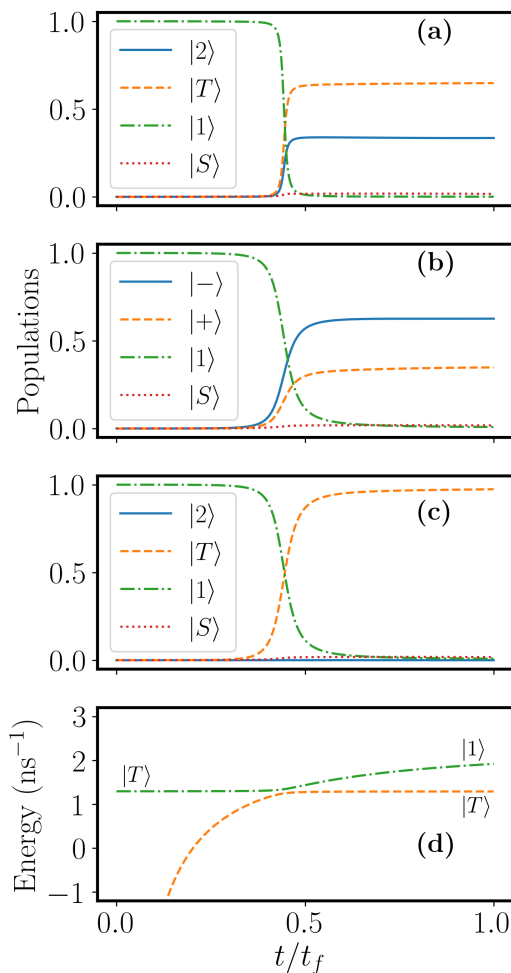 1.0
0.5
0.0
(a)
|2⟩
|T⟩
|1⟩
|S⟩
Populations
1.0
0.5
0.0
(b)
|−⟩
|+⟩
|1⟩
|S⟩
1.0
0.5
0.0
(c)
|2⟩
|T⟩
|1⟩
|S⟩
Energy (ns⁻¹)
3
2
1
0
−1
|T⟩
|1⟩
|T⟩
(d)
0.0 0.5 1.0
t/t_f